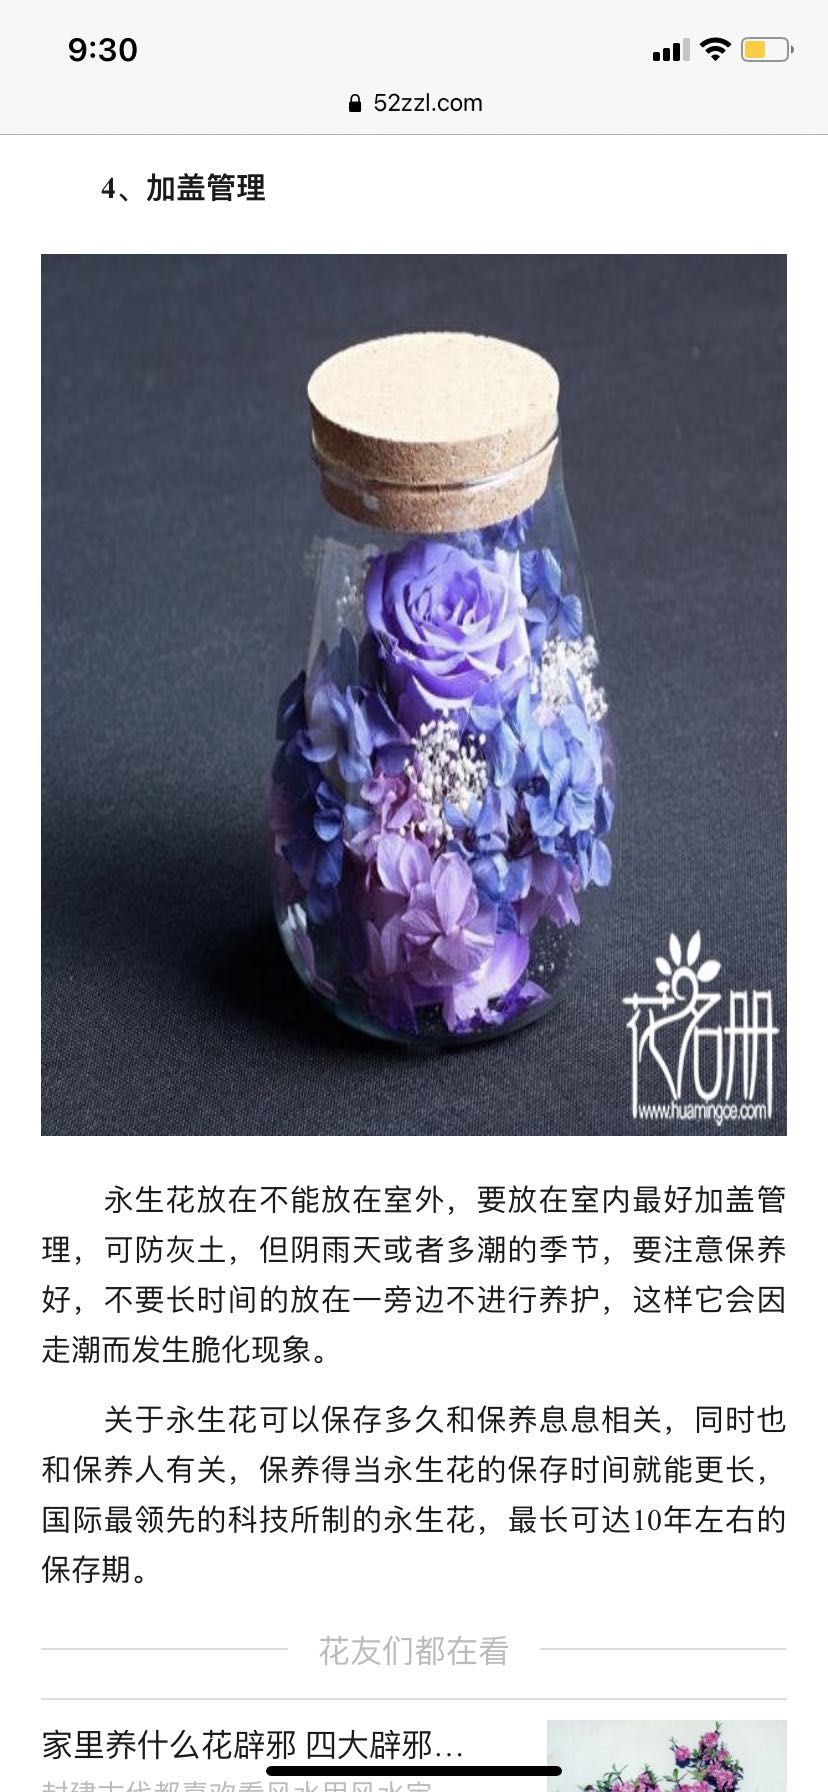 9:30
52zzl.com
4、加盖管理
花名册
www.huamingce.com
永生花放在不能放在室外，要放在室内最好加盖管
理，可防灰土，但阴雨天或者多潮的季节，要注意保养
好，不要长时间的放在一旁边不进行养护，这样它会因
走潮而发生脆化现象。
关于永生花可以保存多久和保养息息相关，同时也
和保养人有关，保养得当永生花的保存时间就能更长，
国际最领先的科技所制的永生花，最长可达10年左右的
保存期。
花友们都在看
家里养什么花辟邪 四大辟邪…